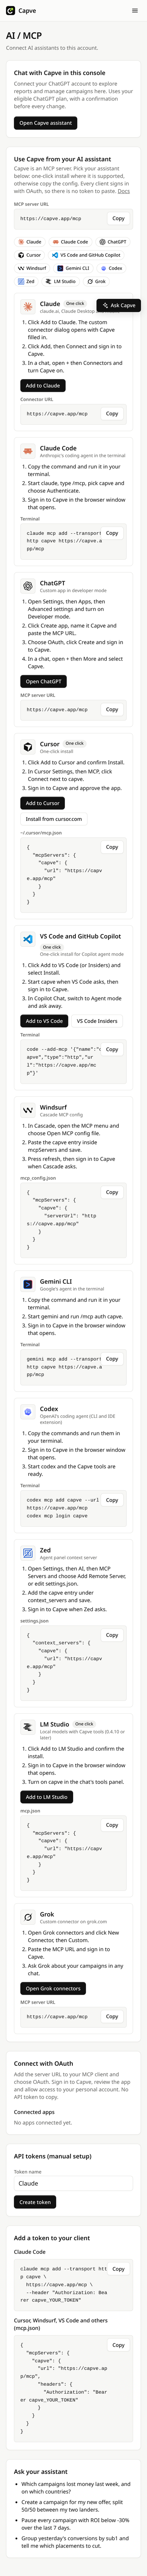 Capve
AI / MCP
Connect AI assistants to this account.
Chat with Capve in this console
Connect your ChatGPT account to explore
reports and manage campaigns here. Uses your
eligible ChatGPT plan, with a confirmation
before every change.
Open Capve assistant
Use Capve from your AI assistant
Capve is an MCP server. Pick your assistant
below: one-click install where it is supported,
otherwise copy the config. Every client signs in
with OAuth, so there is no token to paste. Docs
MCP server URL
https://capve.app/mcp
Copy
Claude
Claude Code
ChatGPT
Cursor
VS Code and GitHub Copilot
Windsurf
Gemini CLI
Codex
Zed
LM Studio
Grok
Claude One click
claude.ai, Claude Desktop
Ask Capve
1. Click Add to Claude. The custom
connector dialog opens with Capve
filled in.
2. Click Add, then Connect and sign in to
Capve.
3. In a chat, open + then Connectors and
turn Capve on.
Add to Claude
Connector URL
https://capve.app/mcp
Copy
Claude Code
Anthropic's coding agent in the terminal
1. Copy the command and run it in your
terminal.
2. Start claude, type /mcp, pick capve and
choose Authenticate.
3. Sign in to Capve in the browser window
that opens.
Terminal
claude mcp add --transport
http capve https://capve.a
pp/mcp
Copy
ChatGPT
Custom app in developer mode
1. Open Settings, then Apps, then
Advanced settings and turn on
Developer mode.
2. Click Create app, name it Capve and
paste the MCP URL.
3. Choose OAuth, click Create and sign in
to Capve.
4. In a chat, open + then More and select
Capve.
Open ChatGPT
MCP server URL
https://capve.app/mcp
Copy
Cursor One click
One-click install
1. Click Add to Cursor and confirm Install.
2. In Cursor Settings, then MCP, click
Connect next to capve.
3. Sign in to Capve and approve the app.
Add to Cursor
Install from cursor.com
~/.cursor/mcp.json
{
"mcpServers": {
"capve": {
"url": "https://capv
e.app/mcp"
}
}
}
Copy
VS Code and GitHub Copilot
One click
One-click install for Copilot agent mode
1. Click Add to VS Code (or Insiders) and
select Install.
2. Start capve when VS Code asks, then
sign in to Capve.
3. In Copilot Chat, switch to Agent mode
and ask away.
Add to VS Code
VS Code Insiders
Terminal
code --add-mcp '{"name":"c
apve","type":"http","ur
l":"https://capve.app/mc
p"}'
Copy
Windsurf
Cascade MCP config
1. In Cascade, open the MCP menu and
choose Open MCP config file.
2. Paste the capve entry inside
mcpServers and save.
3. Press refresh, then sign in to Capve
when Cascade asks.
mcp_config.json
{
"mcpServers": {
"capve": {
"serverUrl": "http
s://capve.app/mcp"
}
}
}
Copy
Gemini CLI
Google's agent in the terminal
1. Copy the command and run it in your
terminal.
2. Start gemini and run /mcp auth capve.
3. Sign in to Capve in the browser window
that opens.
Terminal
gemini mcp add --transport
http capve https://capve.a
pp/mcp
Copy
Codex
OpenAI's coding agent (CLI and IDE
extension)
1. Copy the commands and run them in
your terminal.
2. Sign in to Capve in the browser window
that opens.
3. Start codex and the Capve tools are
ready.
Terminal
codex mcp add capve --url
https://capve.app/mcp
codex mcp login capve
Copy
Zed
Agent panel context server
1. Open Settings, then AI, then MCP
Servers and choose Add Remote Server,
or edit settings.json.
2. Add the capve entry under
context_servers and save.
3. Sign in to Capve when Zed asks.
settings.json
{
"context_servers": {
"capve": {
"url": "https://capv
e.app/mcp"
}
}
}
Copy
LM Studio One click
Local models with Capve tools (0.4.10 or
later)
1. Click Add to LM Studio and confirm the
install.
2. Sign in to Capve in the browser window
that opens.
3. Turn on capve in the chat's tools panel.
Add to LM Studio
mcp.json
{
"mcpServers": {
"capve": {
"url": "https://capv
e.app/mcp"
}
}
}
Copy
Grok
Custom connector on grok.com
1. Open Grok connectors and click New
Connector, then Custom.
2. Paste the MCP URL and sign in to
Capve.
3. Ask Grok about your campaigns in any
chat.
Open Grok connectors
MCP server URL
https://capve.app/mcp
Copy
Connect with OAuth
Add the server URL to your MCP client and
choose OAuth. Sign in to Capve, review the app
and allow access to your personal account. No
API token to copy.
Connected apps
No apps connected yet.
API tokens (manual setup)
Token name
Claude
Create token
Add a token to your client
Claude Code
claude mcp add --transport htt
p capve \
https://capve.app/mcp \
--header "Authorization: Bea
rer capve_YOUR_TOKEN"
Copy
Cursor, Windsurf, VS Code and others
(mcp.json)
{
"mcpServers": {
"capve": {
"url": "https://capve.ap
p/mcp",
"headers": {
"Authorization": "Bear
er capve_YOUR_TOKEN"
}
}
}
}
Copy
Ask your assistant
• Which campaigns lost money last week, and
on which countries?
• Create a campaign for my new offer, split
50/50 between my two landers.
• Pause every campaign with ROI below -30%
over the last 7 days.
• Group yesterday's conversions by sub1 and
tell me which placements to cut.